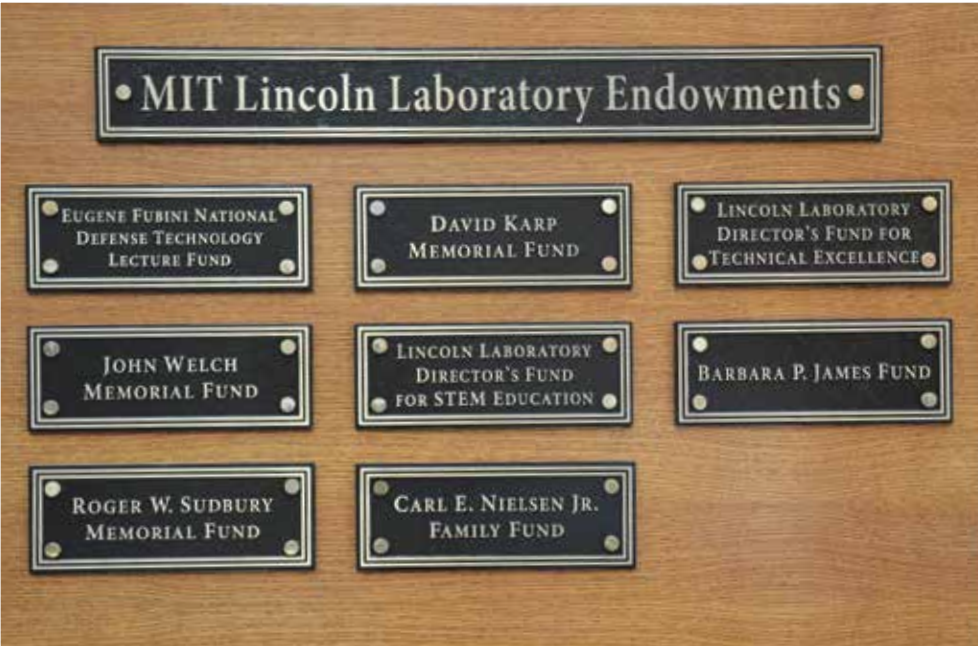 MIT Lincoln Laboratory Endowments
EUGENE FUBINI NATIONAL
DEFENSE TECHNOLOGY
LECTURE FUND
DAVID KARP
MEMORIAL FUND
LINCOLN LABORATORY
DIRECTOR'S FUND FOR
TECHNICAL EXCELLENCE
JOHN WELCH
MEMORIAL FUND
LINCOLN LABORATORY
DIRECTOR'S FUND
FOR STEM EDUCATION
BARBARA P. JAMES FUND
ROGER W. SUDBURY
MEMORIAL FUND
CARL E. NIELSEN JR.
FAMILY FUND